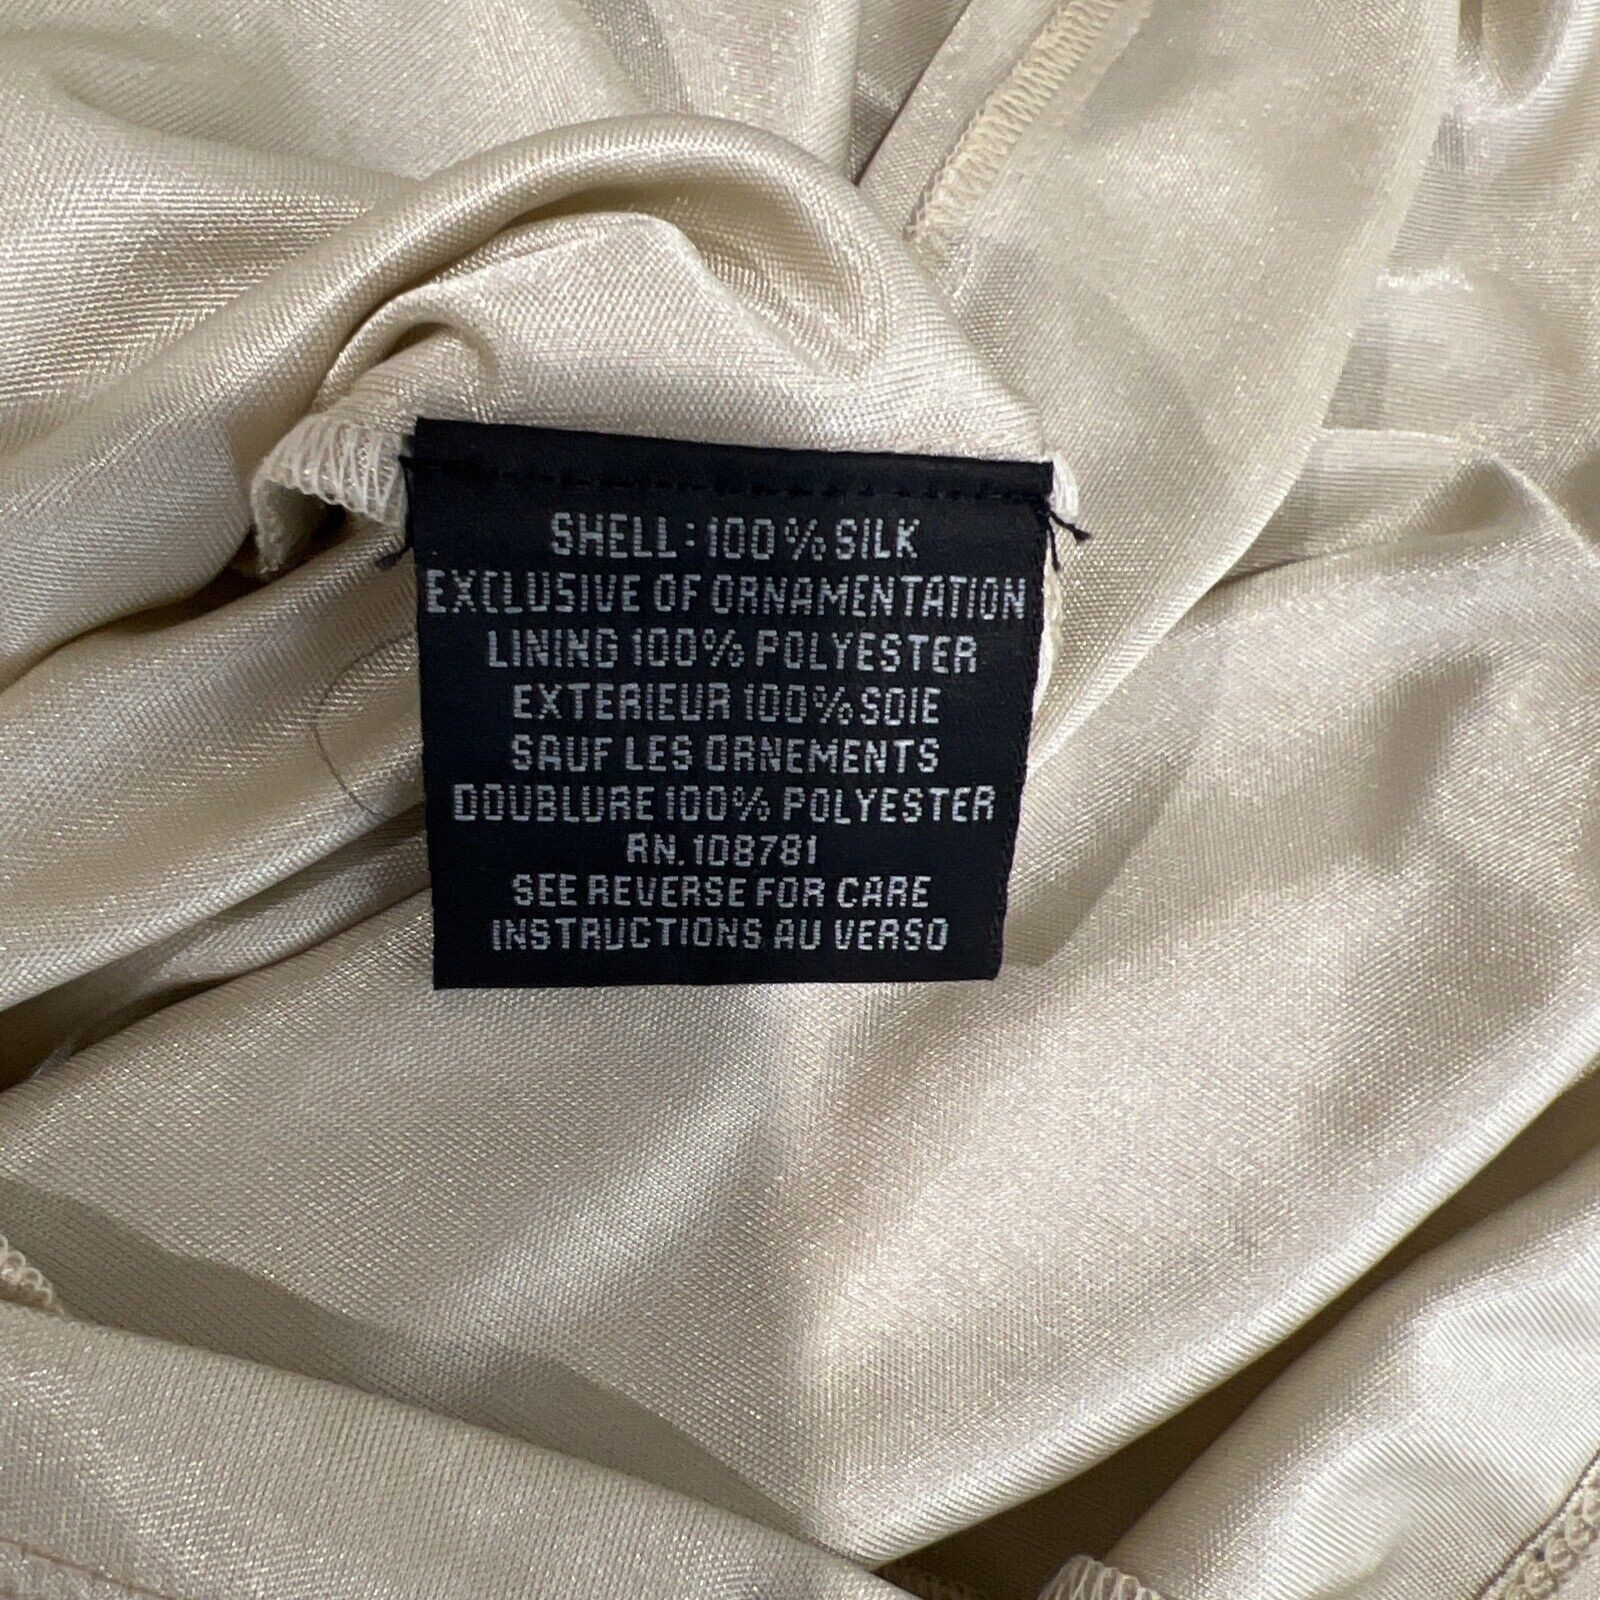 SHELL: 100% SILK
EXCLUSIVE OF ORNAMENTATION
LINING 100% POLYESTER
EXTERIEUR 100% SOIE
SAUF LES ORNEMENTS
DOUBLURE 100% POLYESTER
RN. 108781
SEE REVERSE FOR CARE
INSTRUCTIONS AU VERSO